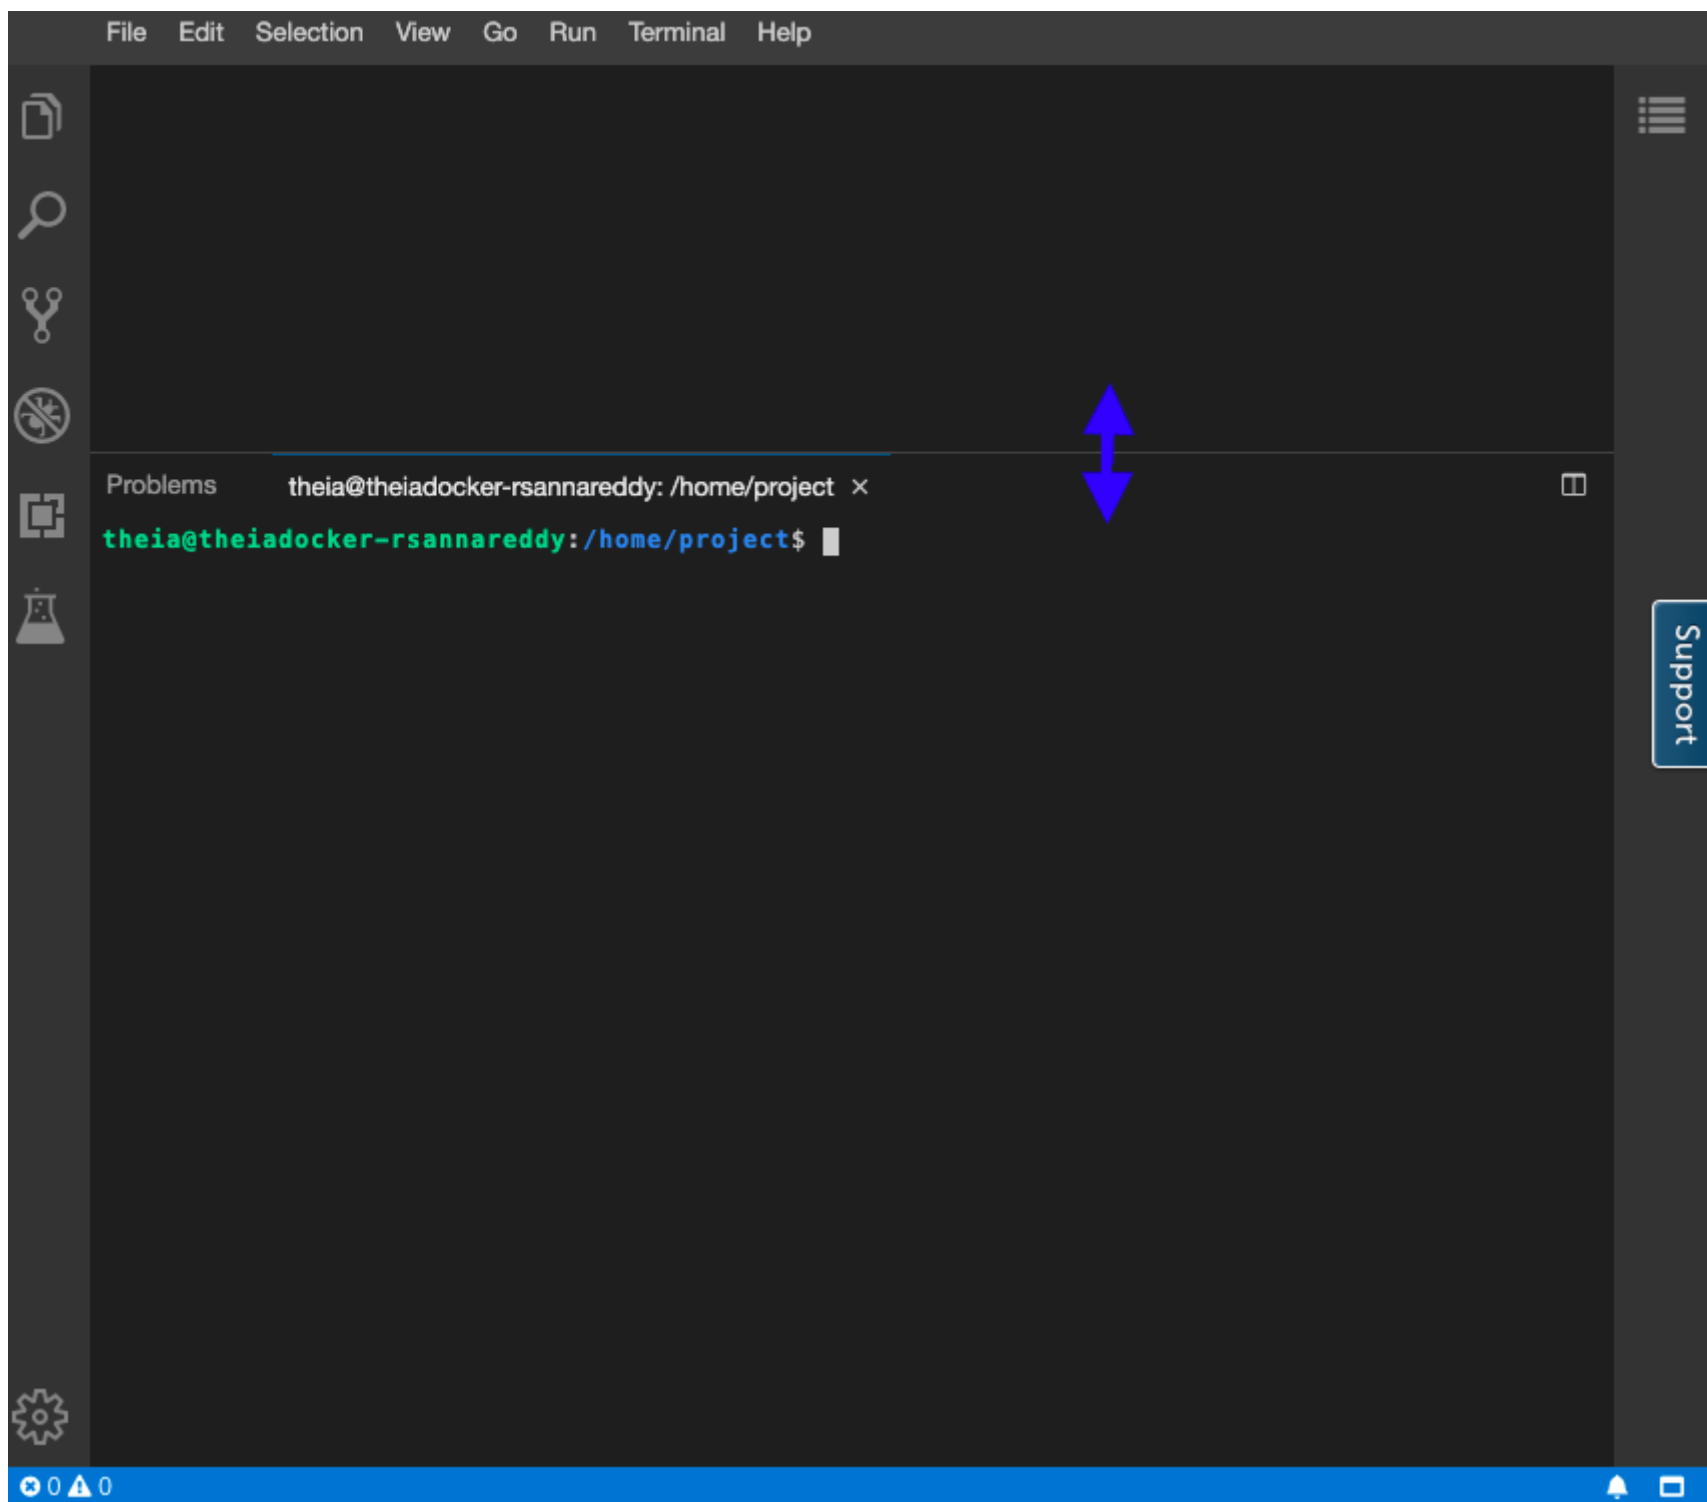 File Edit Selection View Go Run Terminal Help
Problems theia@theiadocker-rsannareddy: /home/project ×
theia@theiadocker-rsannareddy:/home/project$
Support
0 0